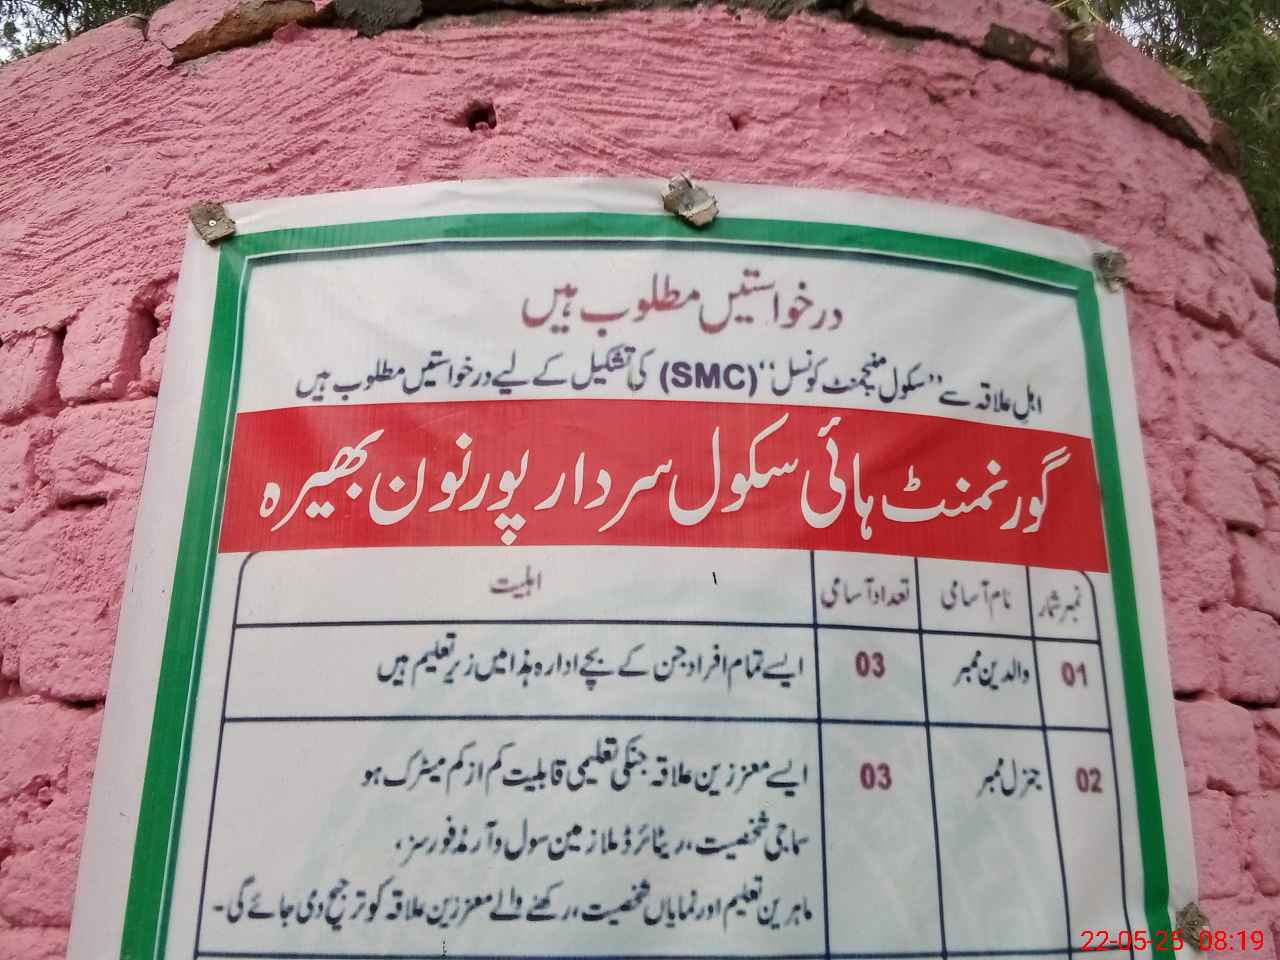 درخواستیں مطلوب ہیں
اہل علاقہ سے "سکول منیجمنٹ کونسل" (SMC) کی تشکیل کے لیے درخواستیں مطلوب ہیں
گورنمنٹ ہائی سکول سردار پور نون بھیرہ
نمبر شمار نام آسامی تعداد آسامی اہلیت
01 والدین ممبر 03 ایسے تمام افراد جن کے بچے ادارہ ہذا میں زیر تعلیم ہیں
02 جنرل ممبر 03 ایسے معززین علاقہ جنکی تعلیمی قابلیت کم از کم میٹرک ہو
سماجی شخصیت، ریٹائرڈ ملازمین سول و آرمڈ فورسز،
ماہرین تعلیم اور نمایاں شخصیت، رکھنے والے معززین علاقہ کو ترجیح دی جائے گی۔
22-05-25 08:19